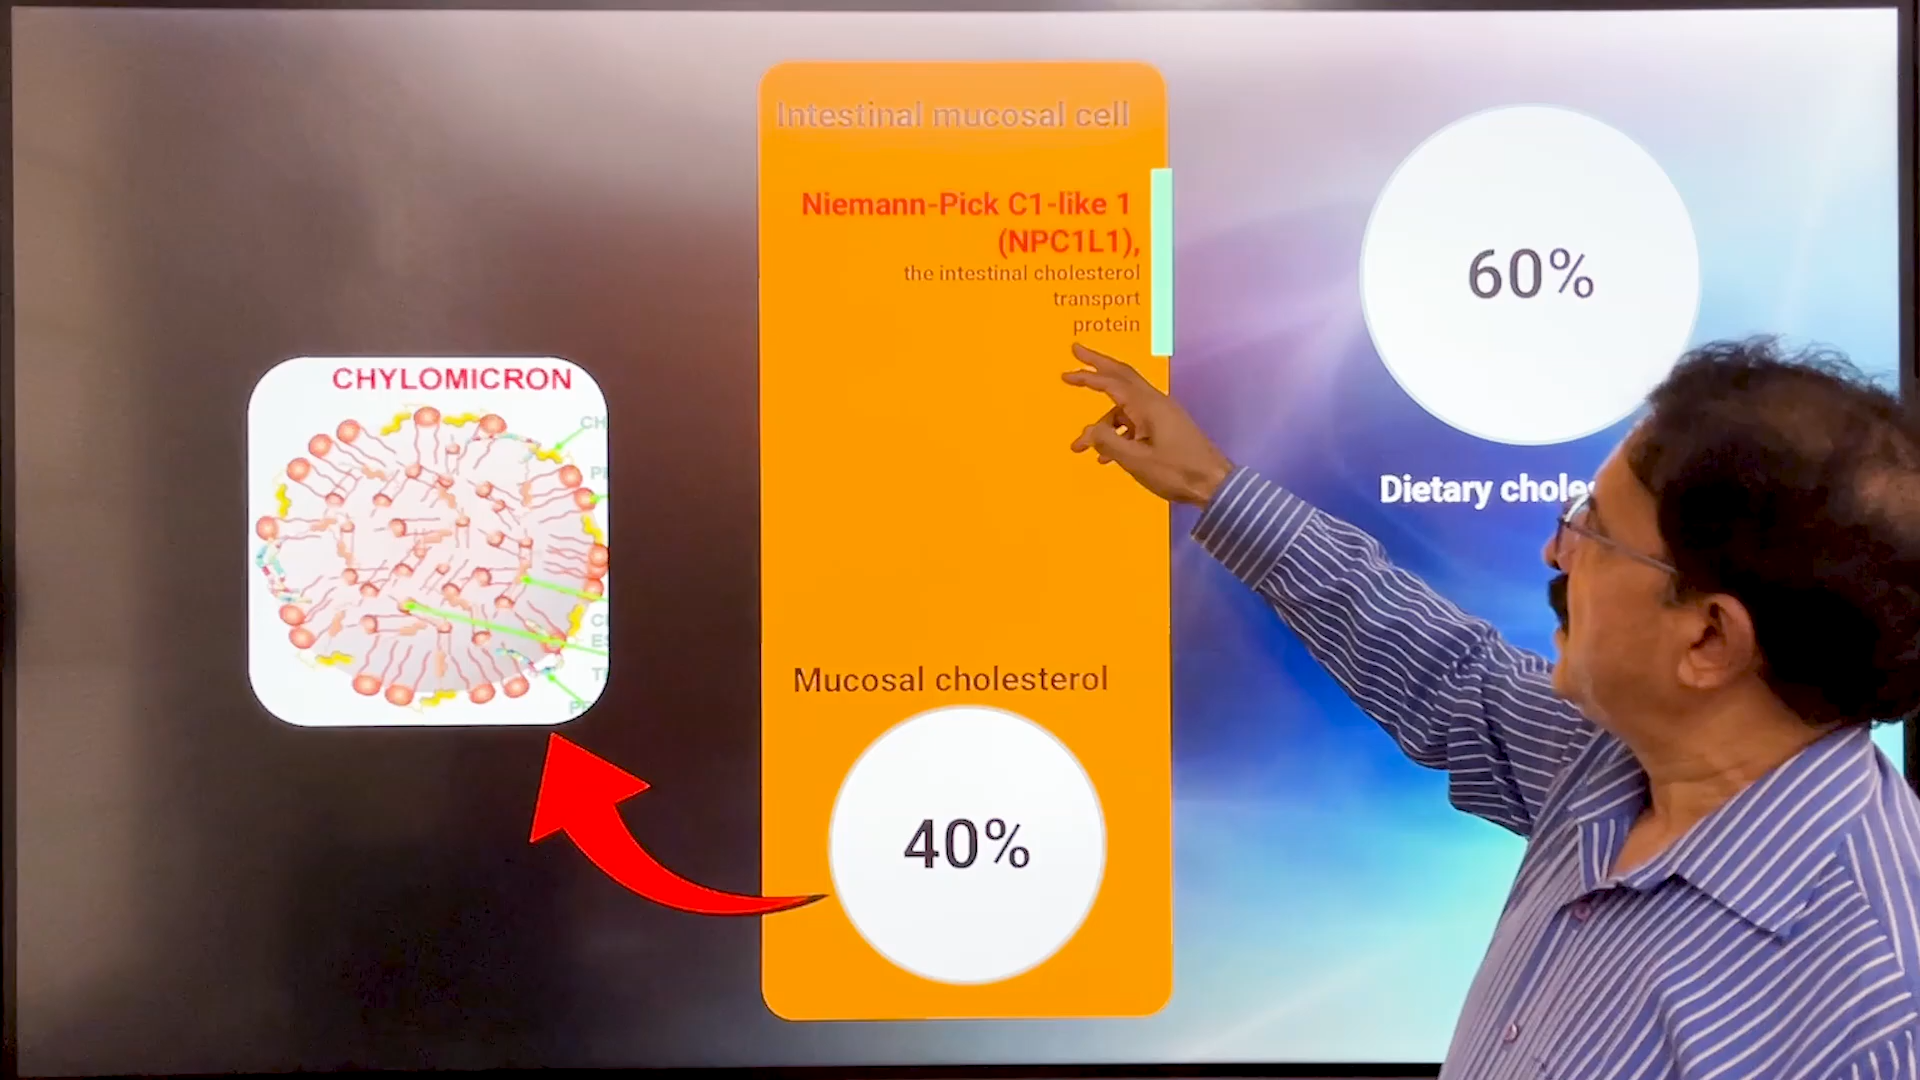 Intestinal mucosal cell
Niemann-Pick C1-like 1
(NPC1L1),
the intestinal cholesterol
transport
protein
60%
Dietary
CHYLOMICRON
Mucosal cholesterol
40%